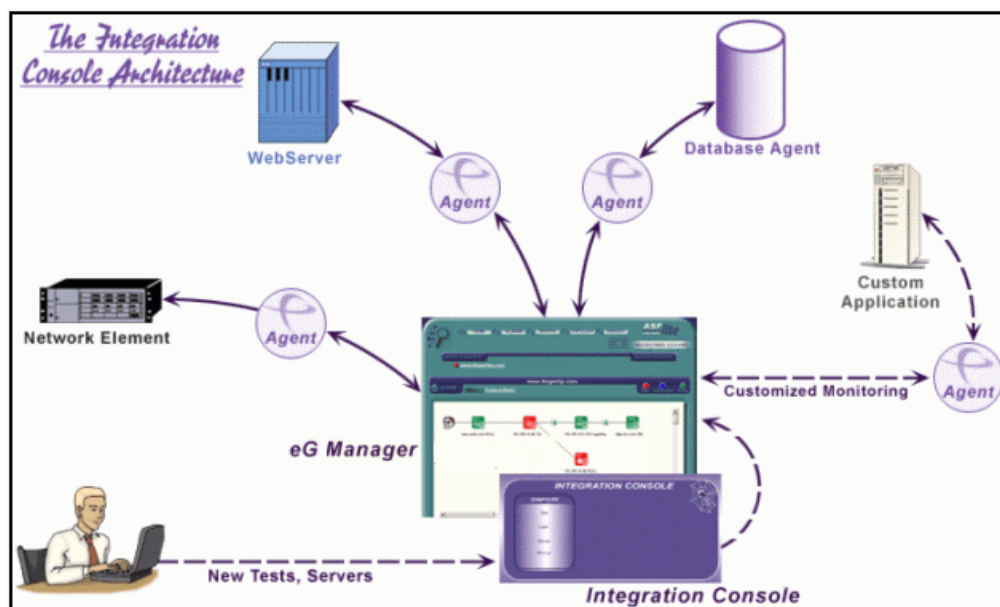 The Integration
Console Architecture
WebServer
Database Agent
Agent
Agent
Custom
Application
Network Element
Agent
Agent
Customized Monitoring
eG Manager
INTEGRATION CONSOLE
New Tests, Servers
Integration Console